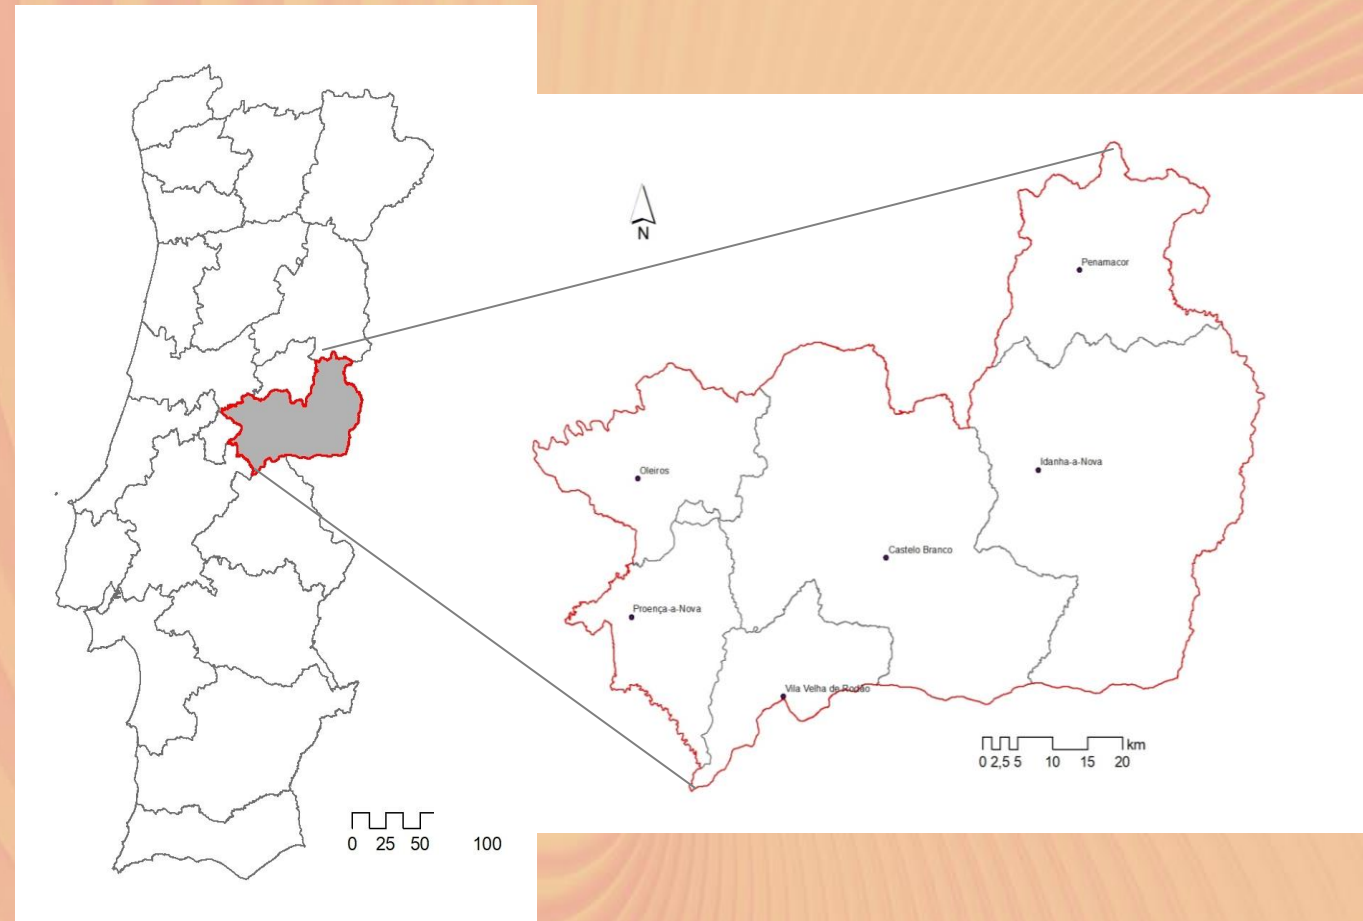 N
Penamacor
Idanha-a-Nova
Oleiros
Castelo Branco
Proença-a-Nova
Vila Velha de Rodão
km
0 2,5 5 10 15 20
0 25 50 100